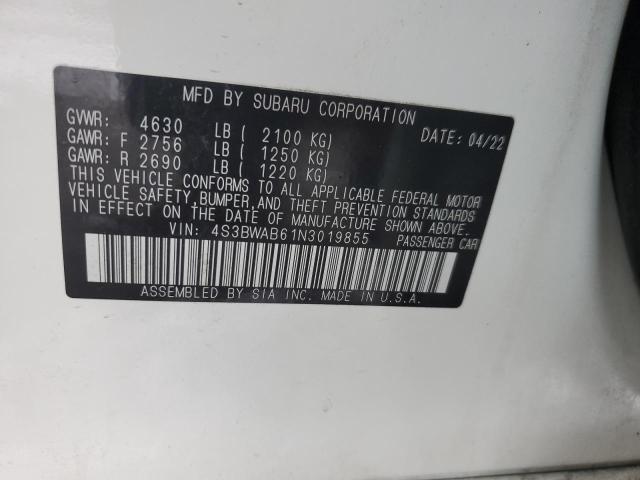 MFD BY SUBARU CORPORATION
GVWR: 4630 LB ( 2100 KG) DATE: 04/22
GAWR: F 2756 LB ( 1250 KG)
GAWR: R 2690 LB ( 1220 KG)
THIS VEHICLE CONFORMS TO ALL APPLICABLE FEDERAL MOTOR
VEHICLE SAFETY, BUMPER, AND THEFT PREVENTION STANDARDS
IN EFFECT ON THE DATE OF MANUFACTURE SHOWN ABOVE.
VIN: 4S3BWAB61N3019855 PASSENGER CAR
ASSEMBLED BY SIA INC. MADE IN U.S.A.